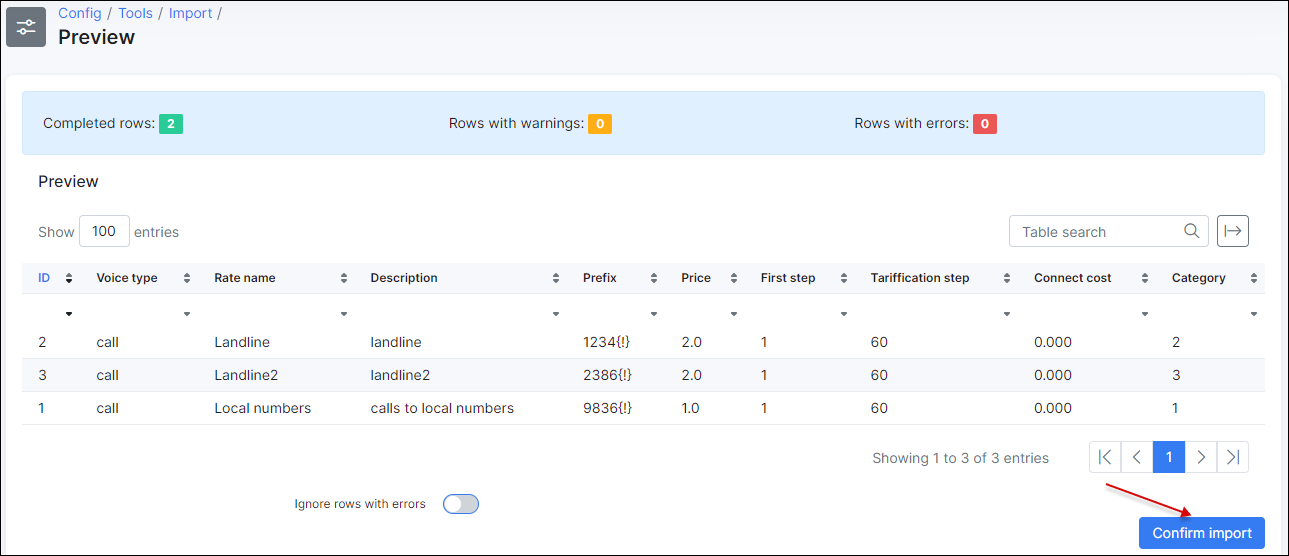 Config / Tools / Import /
Preview
Completed rows: 2 Rows with warnings: 0 Rows with errors: 0
Preview
Show 100 entries Table search
ID Voice type Rate name Description Prefix Price First step Tariffication step Connect cost Category
2 call Landline landline 1234{!} 2.0 1 60 0.000 2
3 call Landline2 landline2 2386{!} 2.0 1 60 0.000 3
1 call Local numbers calls to local numbers 9836{!} 1.0 1 60 0.000 1
Showing 1 to 3 of 3 entries 1
Ignore rows with errors
Confirm import